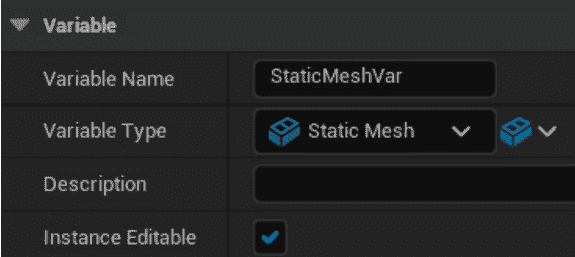 Variable
Variable Name StaticMeshVar
Variable Type Static Mesh
Description
Instance Editable